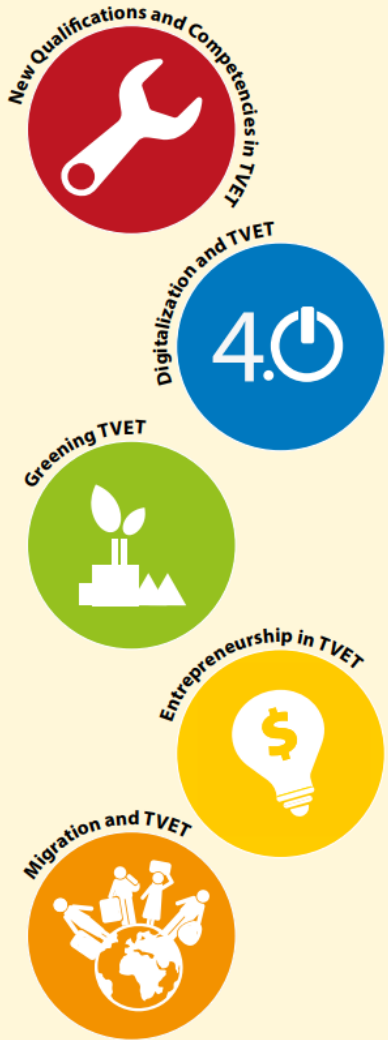 New Qualifications and Competencies in TVET
Digitalization and TVET
4.0
Greening TVET
Entrepreneurship in TVET
$
Migration and TVET